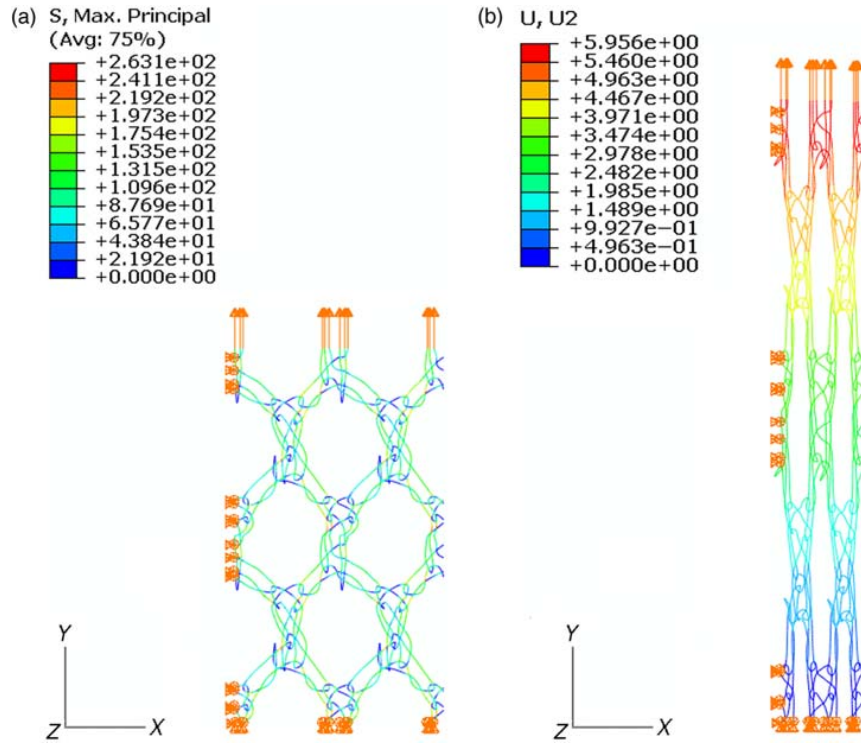 (a) S, Max. Principal
(Avg: 75%)
+2.631e+02
+2.411e+02
+2.192e+02
+1.973e+02
+1.754e+02
+1.535e+02
+1.315e+02
+1.096e+02
+8.769e+01
+6.577e+01
+4.384e+01
+2.192e+01
+0.000e+00
Y
Z
X
(b) U, U2
+5.956e+00
+5.460e+00
+4.963e+00
+4.467e+00
+3.971e+00
+3.474e+00
+2.978e+00
+2.482e+00
+1.985e+00
+1.489e+00
+9.927e−01
+4.963e−01
+0.000e+00
Y
Z
X